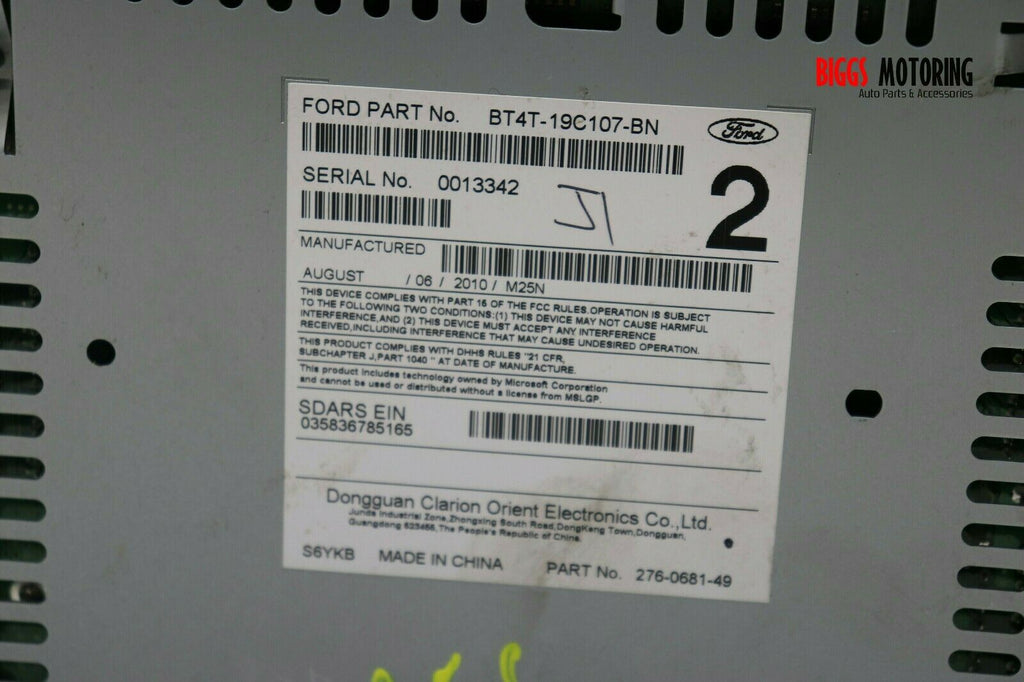 BIGGS MOTORING
Auto Parts & Accessories
FORD PART No. BT4T-19C107-BN
Ford
SERIAL No. 0013342
2
J1
MANUFACTURED
AUGUST / 06 / 2010 / M25N
THIS DEVICE COMPLIES WITH PART 15 OF THE FCC RULES.OPERATION IS SUBJECT
TO THE FOLLOWING TWO CONDITIONS:(1) THIS DEVICE MAY NOT CAUSE HARMFUL
INTERFERENCE,AND (2) THIS DEVICE MUST ACCEPT ANY INTERFERENCE
RECEIVED,INCLUDING INTERFERENCE THAT MAY CAUSE UNDESIRED OPERATION.
THIS PRODUCT COMPLIES WITH DHHS RULES "21 CFR,
SUBCHAPTER J,PART 1040 " AT DATE OF MANUFACTURE.
This product includes technology owned by Microsoft Corporation
and cannot be used or distributed without a license from MSLGP.
SDARS EIN
035836785165
Dongguan Clarion Orient Electronics Co.,Ltd.
Junda Industrial Zone,Zhongxing South Road,DongKeng Town,Dongguan,
Guangdong 523455, The People's Republic of China.
S6YKB MADE IN CHINA PART No. 276-0681-49